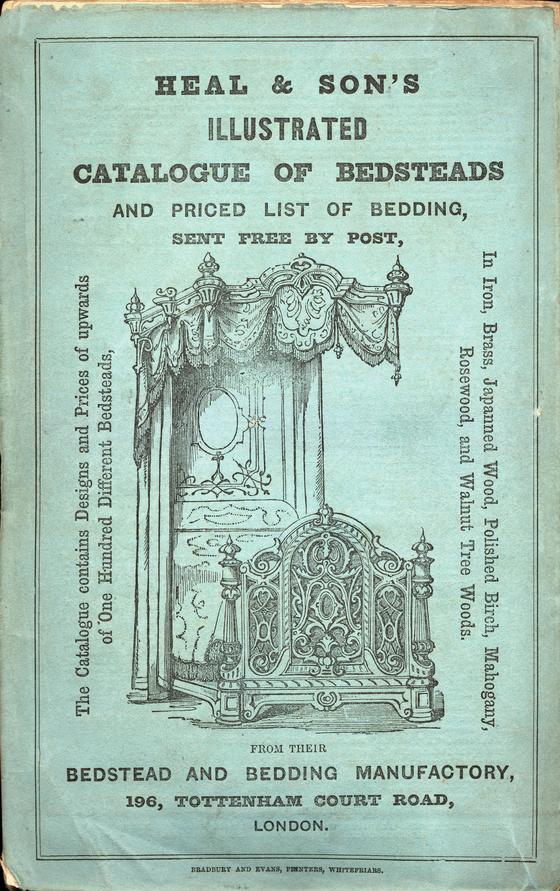 HEAL & SON'S
ILLUSTRATED
CATALOGUE OF BEDSTEADS
AND PRICED LIST OF BEDDING,
SENT FREE BY POST,
The Catalogue contains Designs and Prices of upwards
of One Hundred Different Bedsteads,
In Iron, Brass, Japanned Wood, Polished Birch, Mahogany,
Rosewood, and Walnut Tree Woods.
FROM THEIR
BEDSTEAD AND BEDDING MANUFACTORY,
196, TOTTENHAM COURT ROAD,
LONDON.
BRADBURY AND EVANS, PRINTERS, WHITEFRIARS.